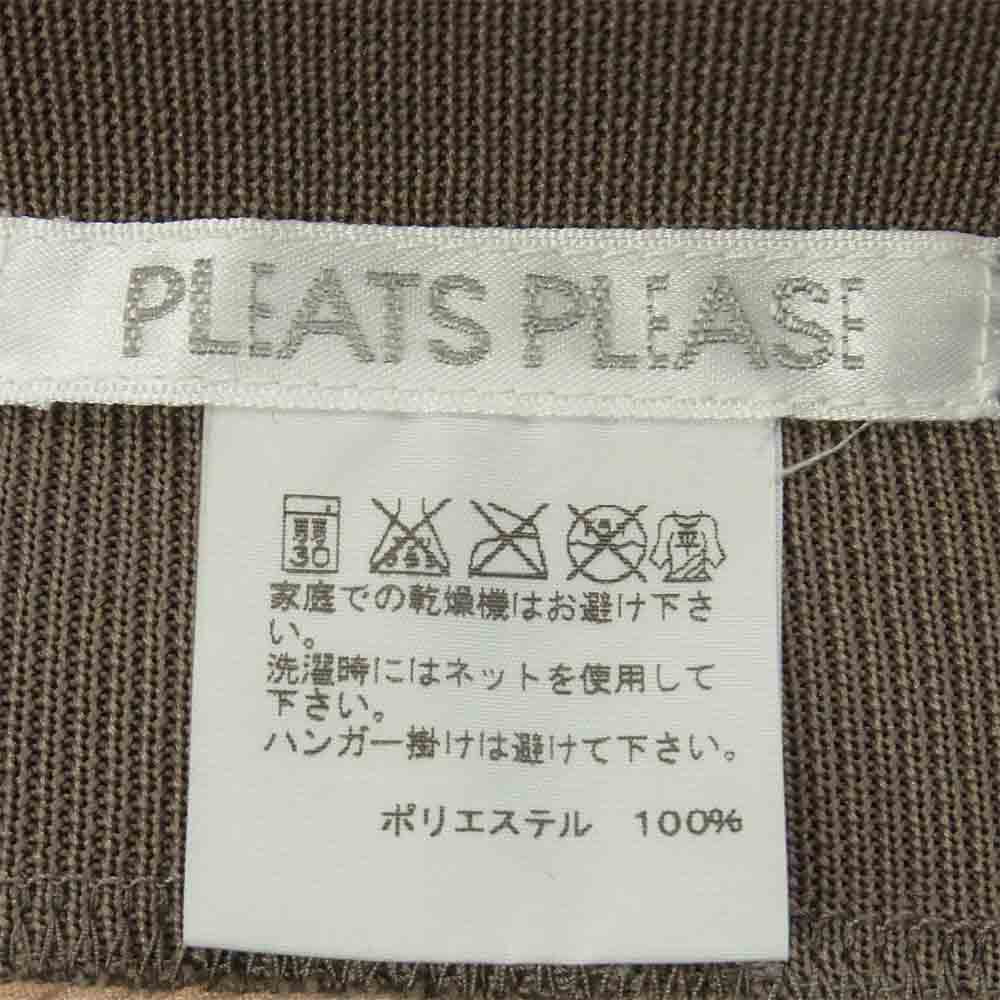 PLEATS PLEASE
弱
30
平
家庭での乾燥機はお避け下さ
い。
洗濯時にはネットを使用して
下さい。
ハンガー掛けは避けて下さい。
ポリエステル 100%